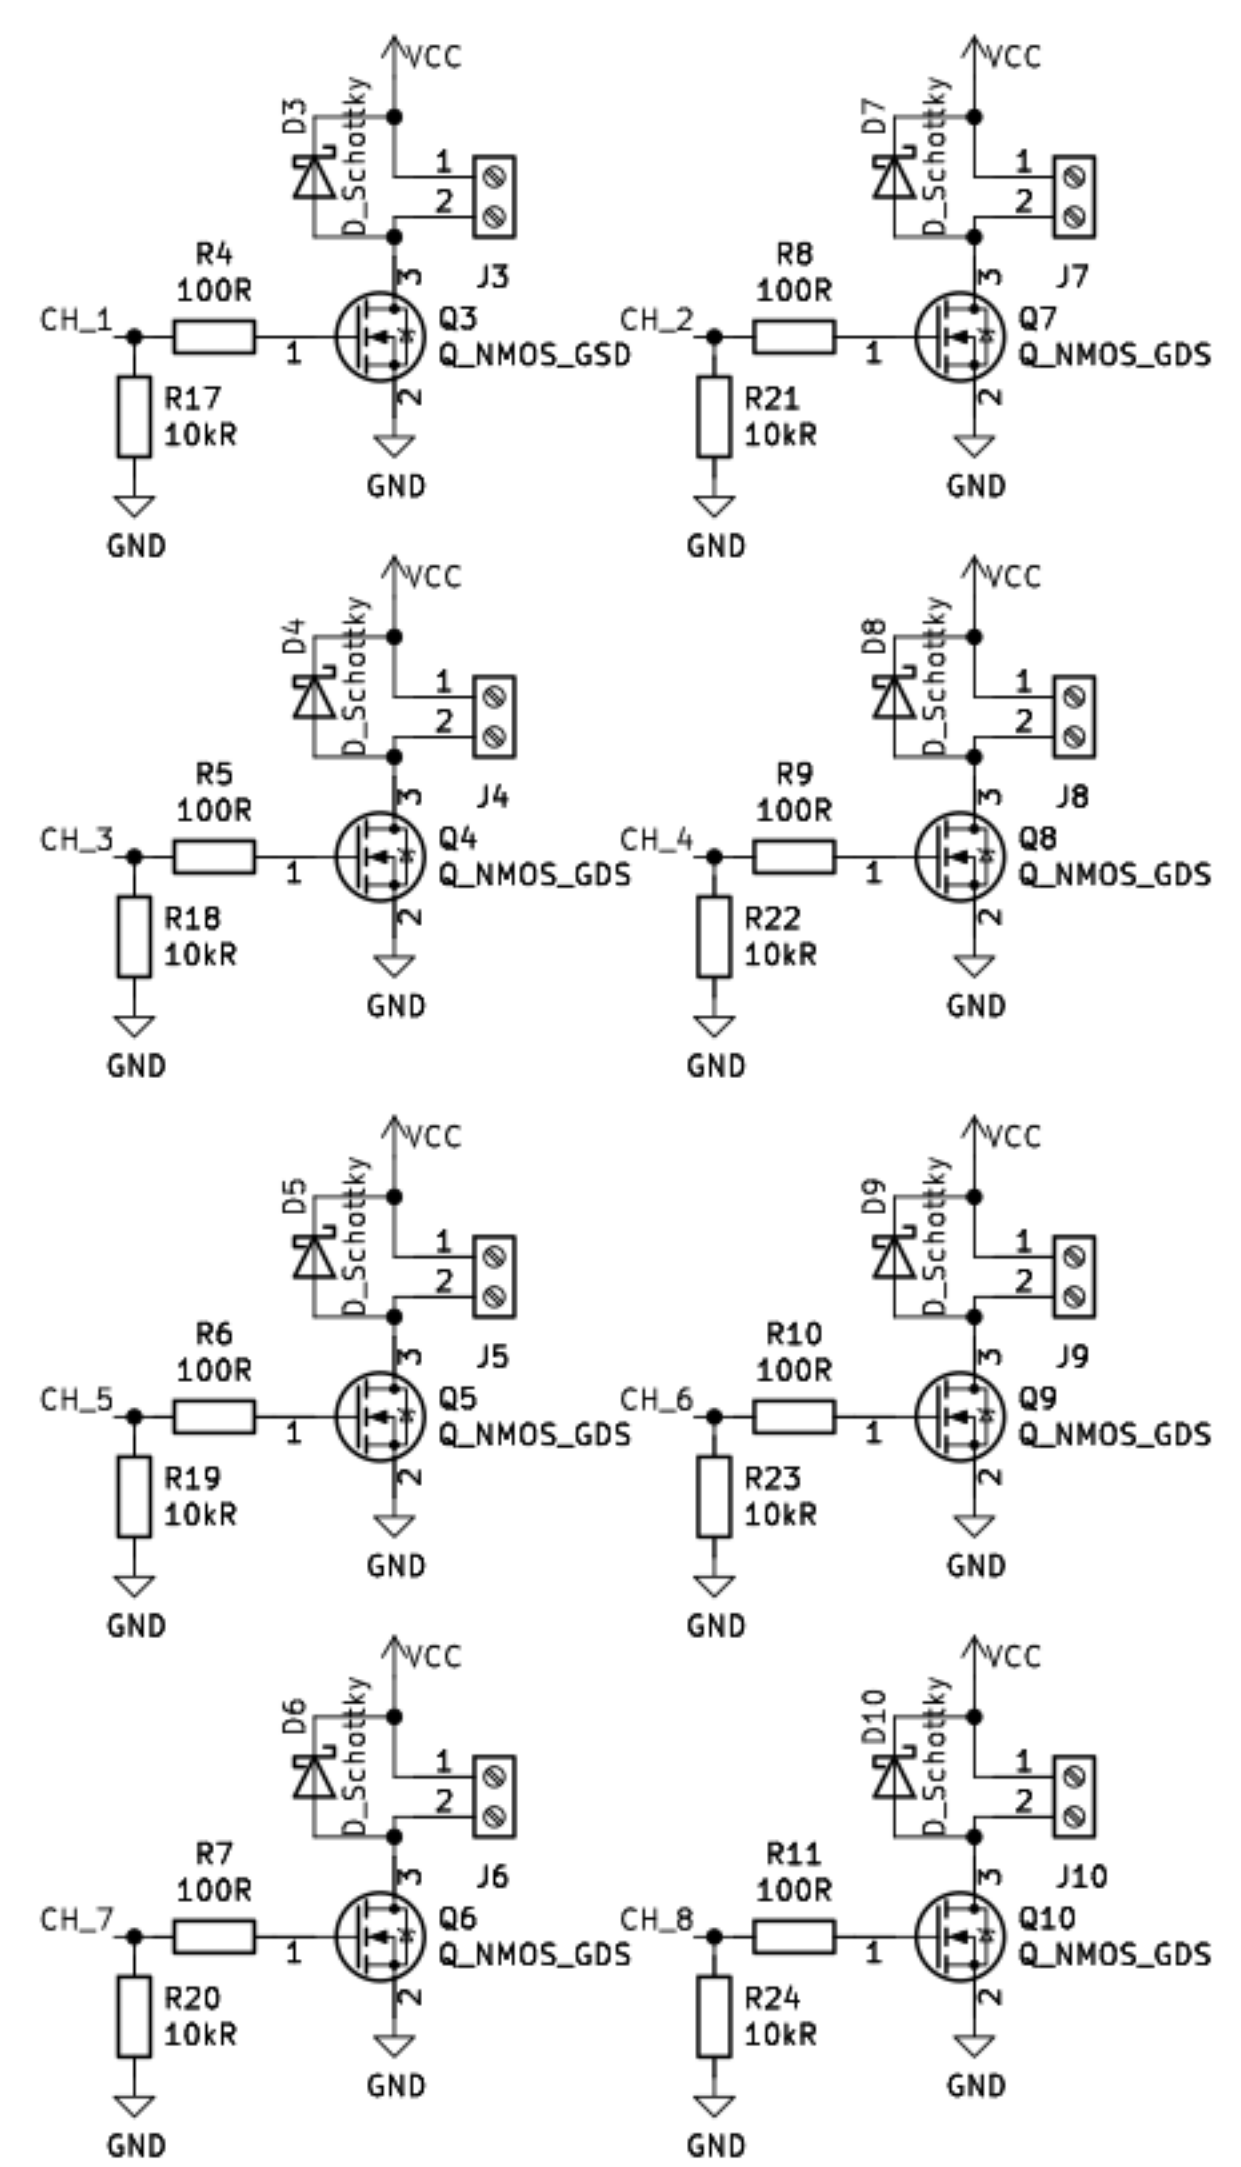 VCC
D3
D_Schottky
1
2
J3
R4
100R
CH_1
1
3
Q3
Q_NMOS_GSD
2
R17
10kR
GND
GND
VCC
D7
D_Schottky
1
2
J7
R8
100R
CH_2
1
3
Q7
Q_NMOS_GDS
2
R21
10kR
GND
GND
VCC
D4
D_Schottky
1
2
J4
R5
100R
CH_3
1
3
Q4
Q_NMOS_GDS
2
R18
10kR
GND
GND
VCC
D8
D_Schottky
1
2
J8
R9
100R
CH_4
1
3
Q8
Q_NMOS_GDS
2
R22
10kR
GND
GND
VCC
D5
D_Schottky
1
2
J5
R6
100R
CH_5
1
3
Q5
Q_NMOS_GDS
2
R19
10kR
GND
GND
VCC
D9
D_Schottky
1
2
J9
R10
100R
CH_6
1
3
Q9
Q_NMOS_GDS
2
R23
10kR
GND
GND
VCC
D6
D_Schottky
1
2
J6
R7
100R
CH_7
1
3
Q6
Q_NMOS_GDS
2
R20
10kR
GND
GND
VCC
D10
D_Schottky
1
2
J10
R11
100R
CH_8
1
3
Q10
Q_NMOS_GDS
2
R24
10kR
GND
GND